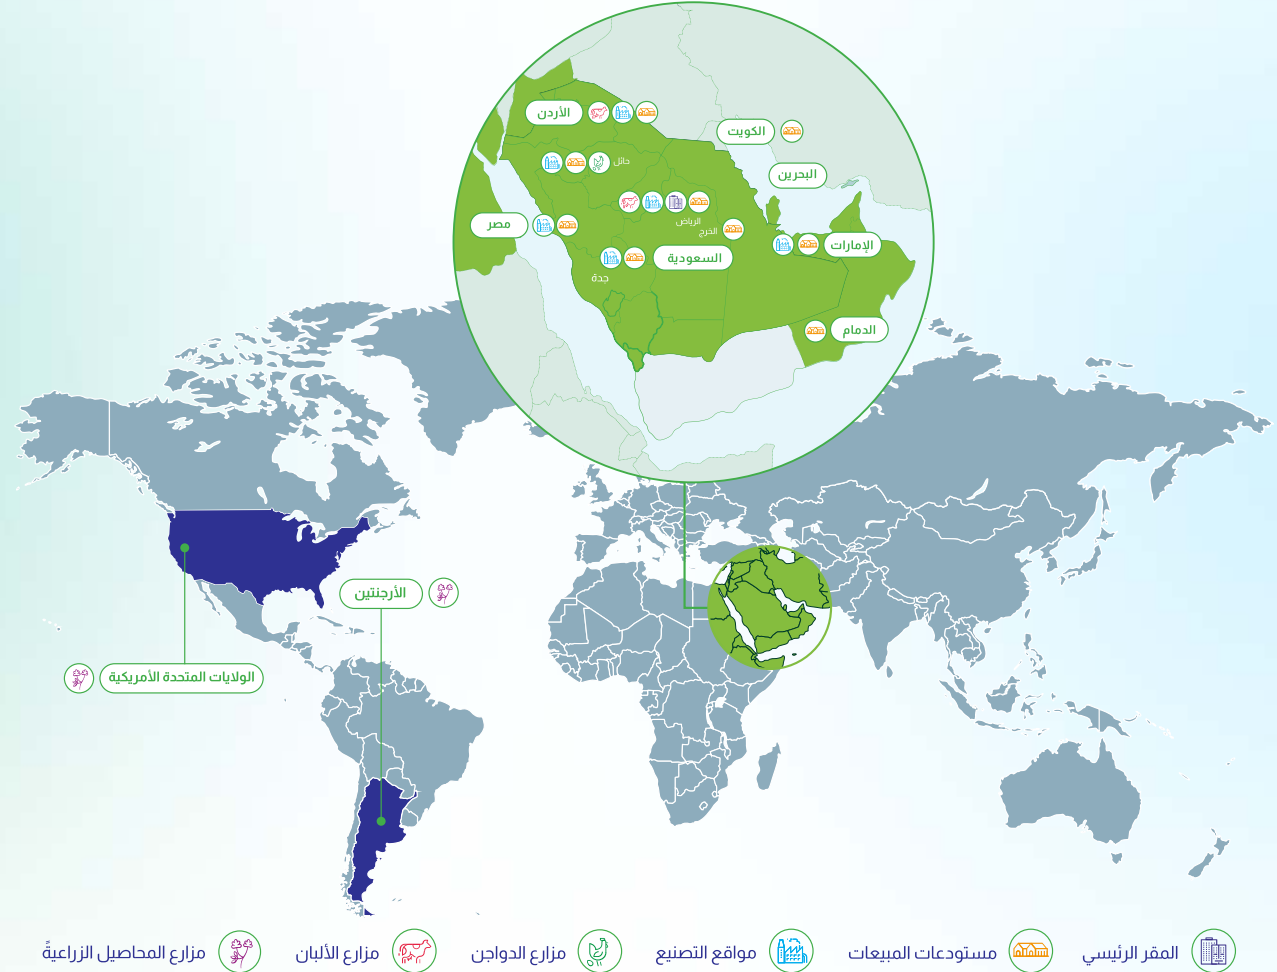 الأردن
الكويت
حائل
البحرين
الرياض
مصر
الخرج
الإمارات
السعودية
جدة
الدمام
الأرجنتين
الولايات المتحدة الأمريكية
المقر الرئيسي
مستودعات المبيعات
مواقع التصنيع
مزارع الدواجن
مزارع الألبان
مزارع المحاصيل الزراعيةّ